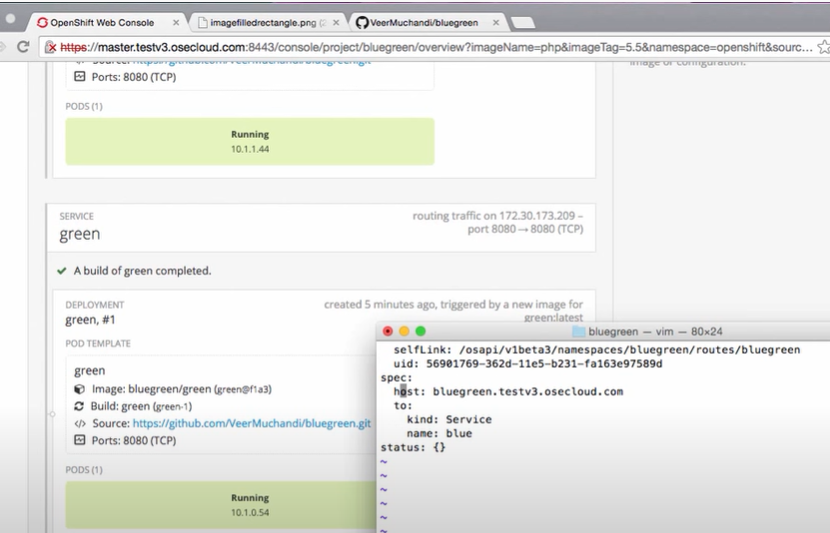 OpenShift Web Console
imagefilledrectangle.png (2
VeerMuchandi/bluegreen
https://master.testv3.osecloud.com:8443/console/project/bluegreen/overview?imageName=php&imageTag=5.5&namespace=openshift&sourc...
Source: https://github.com/VeerMuchandi/bluegreen.git
image or configuration.
Ports: 8080 (TCP)
PODS (1)
Running
10.1.1.44
SERVICE
green
routing traffic on 172.30.173.209 –
port 8080 → 8080 (TCP)
A build of green completed.
DEPLOYMENT
green, #1
created 5 minutes ago, triggered by a new image for
green:latest
POD TEMPLATE
green
Image: bluegreen/green (green@f1a3)
Build: green (green-1)
</> Source: https://github.com/VeerMuchandi/bluegreen.git
Ports: 8080 (TCP)
PODS (1)
Running
10.1.0.54
bluegreen — vim — 80×24
selfLink: /osapi/v1beta3/namespaces/bluegreen/routes/bluegreen
uid: 56901769-362d-11e5-b231-fa163e97589d
spec:
host: bluegreen.testv3.osecloud.com
to:
kind: Service
name: blue
status: {}
~
~
~
~
~
~